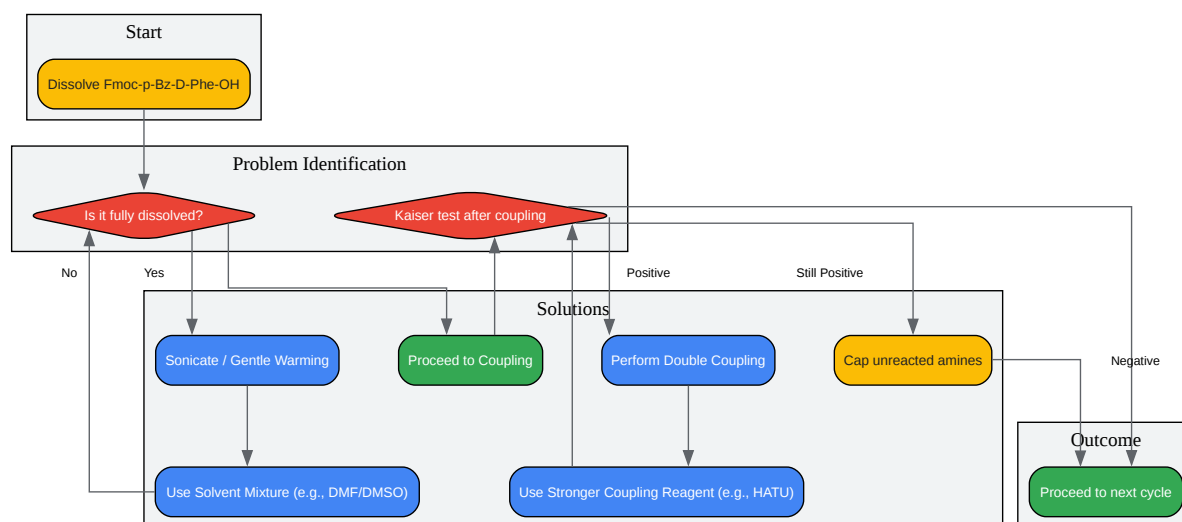 Start
Dissolve Fmoc-p-Bz-D-Phe-OH
Problem Identification
Is it fully dissolved?
Kaiser test after coupling
No
Yes
Positive
Still Positive
Solutions
Sonicate / Gentle Warming
Proceed to Coupling
Perform Double Coupling
Cap unreacted amines
Negative
Outcome
Use Solvent Mixture (e.g., DMF/DMSO)
Use Stronger Coupling Reagent (e.g., HATU)
Proceed to next cycle